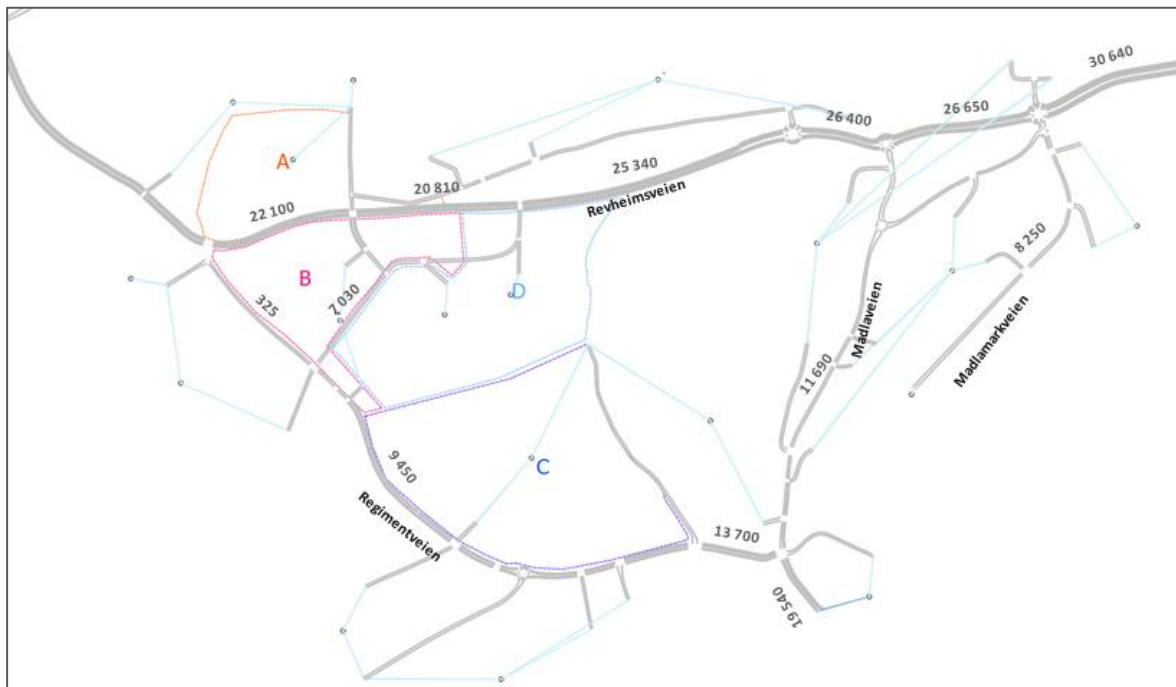 30 640
26 650
26 400
A
25 340
20 810
Revheimsveien
22 100
8 250
B
D
7 030
325
Madlaveien
Madlamarkveien
11 690
C
9 450
Regimentveien
13 700
19 540